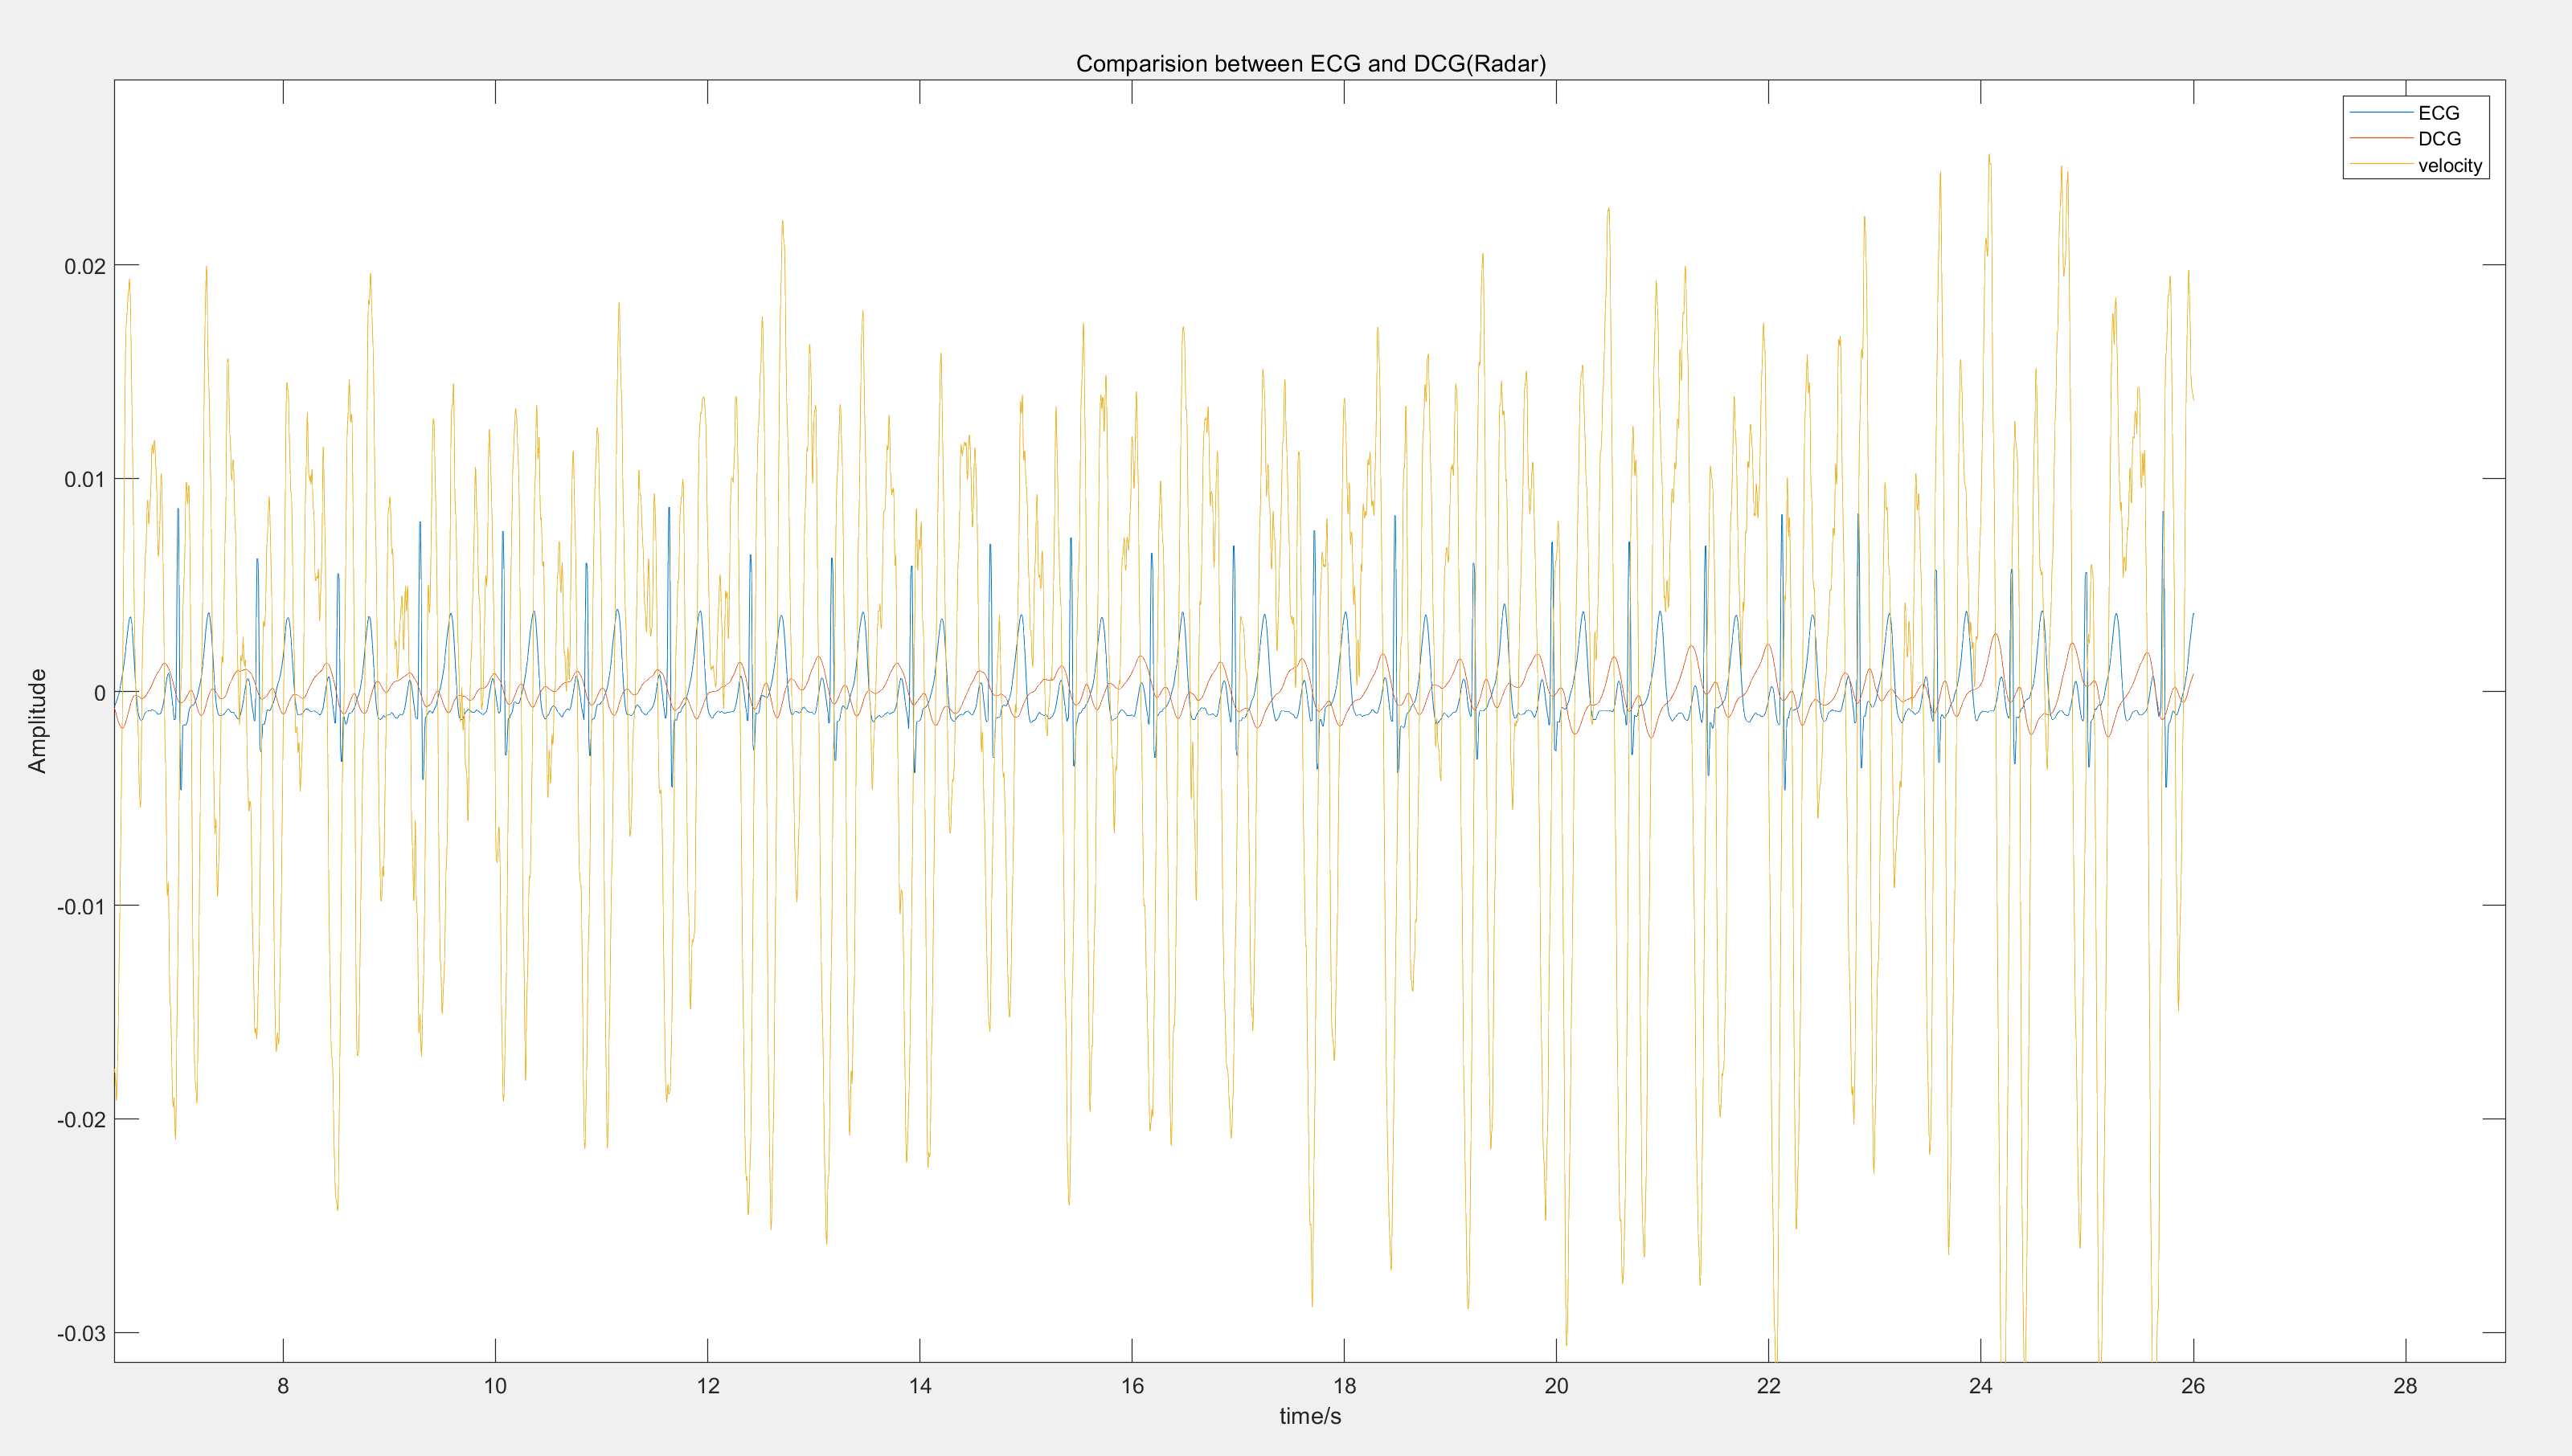 Comparision between ECG and DCG(Radar)
ECG
DCG
velocity
0.02
0.01
0
-0.01
-0.02
-0.03
Amplitude
8 10 12 14 16 18 20 22 24 26 28
time/s